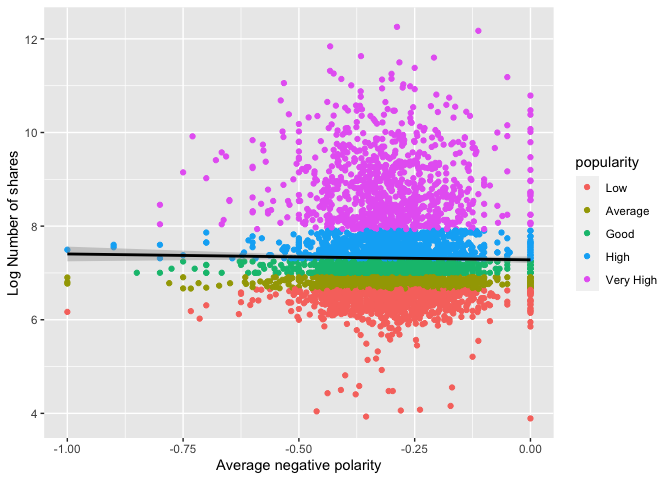 12
10
8
6
4
Log Number of shares
-1.00
-0.75
-0.50
-0.25
0.00
Average negative polarity
popularity
Low
Average
Good
High
Very High